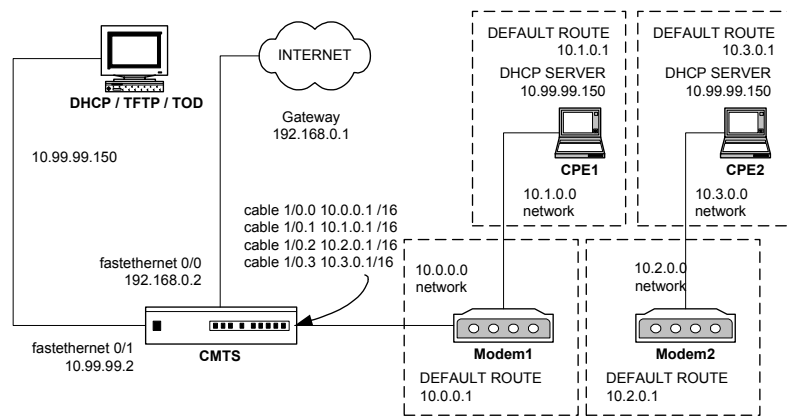 DHCP / TFTP / TOD
10.99.99.150
INTERNET
Gateway
192.168.0.1
DEFAULT ROUTE
10.1.0.1
DHCP SERVER
10.99.99.150
CPE1
10.1.0.0
network
DEFAULT ROUTE
10.3.0.1
DHCP SERVER
10.99.99.150
CPE2
10.3.0.0
network
cable 1/0.0 10.0.0.1 /16
cable 1/0.1 10.1.0.1 /16
cable 1/0.2 10.2.0.1 /16
cable 1/0.3 10.3.0.1/16
fastethernet 0/0
192.168.0.2
fastethernet 0/1
10.99.99.2
CMTS
10.0.0.0
network
Modem1
DEFAULT ROUTE
10.0.0.1
10.2.0.0
network
Modem2
DEFAULT ROUTE
10.2.0.1